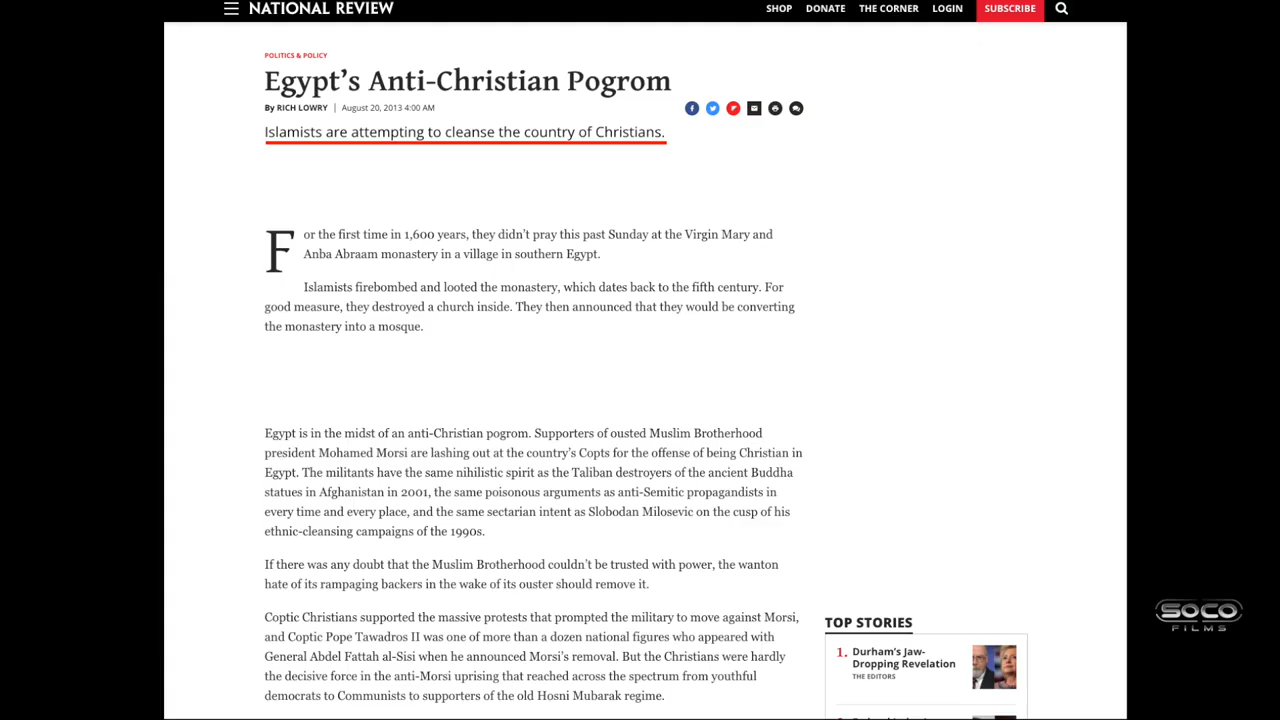 NATIONAL REVIEW
SHOP DONATE THE CORNER LOGIN SUBSCRIBE
POLITICS & POLICY
Egypt’s Anti-Christian Pogrom
By RICH LOWRY | August 20, 2013 4:00 AM
Islamists are attempting to cleanse the country of Christians.
For the first time in 1,600 years, they didn’t pray this past Sunday at the Virgin Mary and
Anba Abraam monastery in a village in southern Egypt.
Islamists firebombed and looted the monastery, which dates back to the fifth century. For
good measure, they destroyed a church inside. They then announced that they would be converting
the monastery into a mosque.
Egypt is in the midst of an anti-Christian pogrom. Supporters of ousted Muslim Brotherhood
president Mohamed Morsi are lashing out at the country’s Copts for the offense of being Christian in
Egypt. The militants have the same nihilistic spirit as the Taliban destroyers of the ancient Buddha
statues in Afghanistan in 2001, the same poisonous arguments as anti-Semitic propagandists in
every time and every place, and the same sectarian intent as Slobodan Milosevic on the cusp of his
ethnic-cleansing campaigns of the 1990s.
If there was any doubt that the Muslim Brotherhood couldn’t be trusted with power, the wanton
hate of its rampaging backers in the wake of its ouster should remove it.
Coptic Christians supported the massive protests that prompted the military to move against Morsi,
and Coptic Pope Tawadros II was one of more than a dozen national figures who appeared with
General Abdel Fattah al-Sisi when he announced Morsi’s removal. But the Christians were hardly
the decisive force in the anti-Morsi uprising that reached across the spectrum from youthful
democrats to Communists to supporters of the old Hosni Mubarak regime.
TOP STORIES
1. Durham’s Jaw-
Dropping Revelation
THE EDITORS
SOCO
FILMS